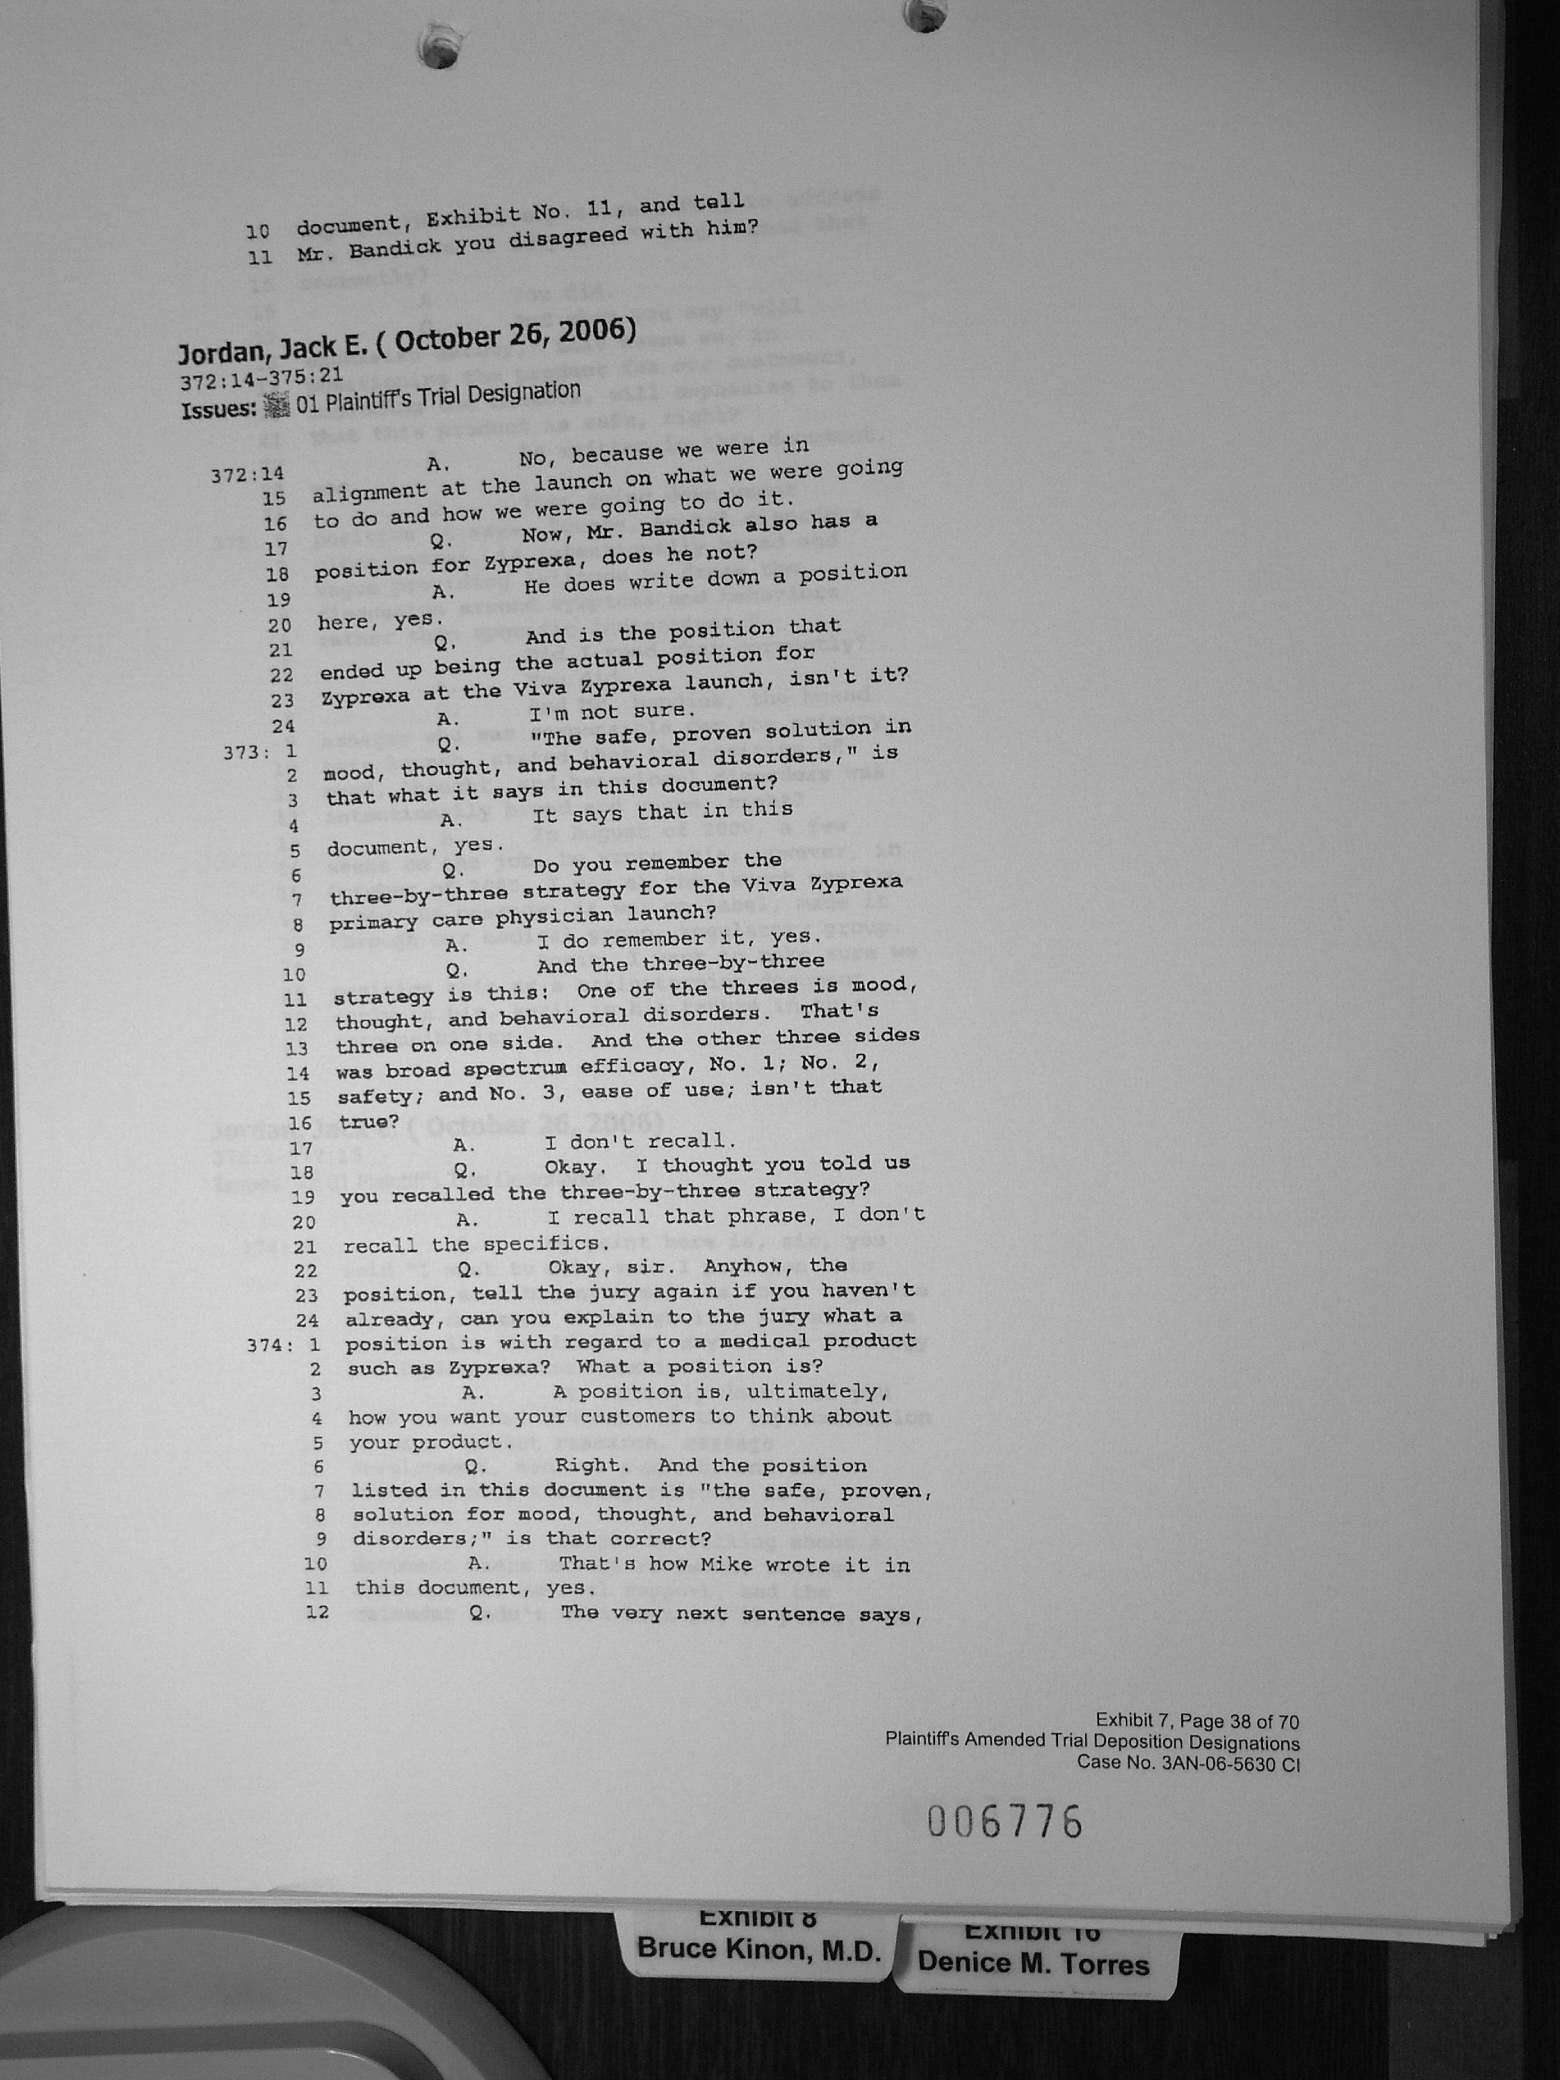 10 document, Exhibit No. 11, and tell
11 Mr. Bandick you disagreed with him?
Jordan, Jack E. ( October 26, 2006)
372:14-375:21
Issues: 01 Plaintiff's Trial Designation
372:14 A. No, because we were in
15 alignment at the launch on what we were going
16 to do and how we were going to do it.
17 Q. Now, Mr. Bandick also has a
18 position for Zyprexa, does he not?
19 A. He does write down a position
20 here, yes.
21 Q. And is the position that
22 ended up being the actual position for
23 Zyprexa at the Viva Zyprexa launch, isn't it?
24 A. I'm not sure.
373: 1 Q. "The safe, proven solution in
2 mood, thought, and behavioral disorders," is
3 that what it says in this document?
4 A. It says that in this
5 document, yes.
6 Q. Do you remember the
7 three-by-three strategy for the Viva Zyprexa
8 primary care physician launch?
9 A. I do remember it, yes.
10 Q. And the three-by-three
11 strategy is this: One of the threes is mood,
12 thought, and behavioral disorders. That's
13 three on one side. And the other three sides
14 was broad spectrum efficacy, No. 1; No. 2,
15 safety; and No. 3, ease of use; isn't that
16 true?
17 A. I don't recall.
18 Q. Okay. I thought you told us
19 you recalled the three-by-three strategy?
20 A. I recall that phrase, I don't
21 recall the specifics.
22 Q. Okay, sir. Anyhow, the
23 position, tell the jury again if you haven't
24 already, can you explain to the jury what a
374: 1 position is with regard to a medical product
2 such as Zyprexa? What a position is?
3 A. A position is, ultimately,
4 how you want your customers to think about
5 your product.
6 Q. Right. And the position
7 listed in this document is "the safe, proven,
8 solution for mood, thought, and behavioral
9 disorders;" is that correct?
10 A. That's how Mike wrote it in
11 this document, yes.
12 Q. The very next sentence says,
Exhibit 7, Page 38 of 70
Plaintiff's Amended Trial Deposition Designations
Case No. 3AN-06-5630 CI
006776
Exhibit 8
Bruce Kinon, M.D.
Exhibit 16
Denice M. Torres